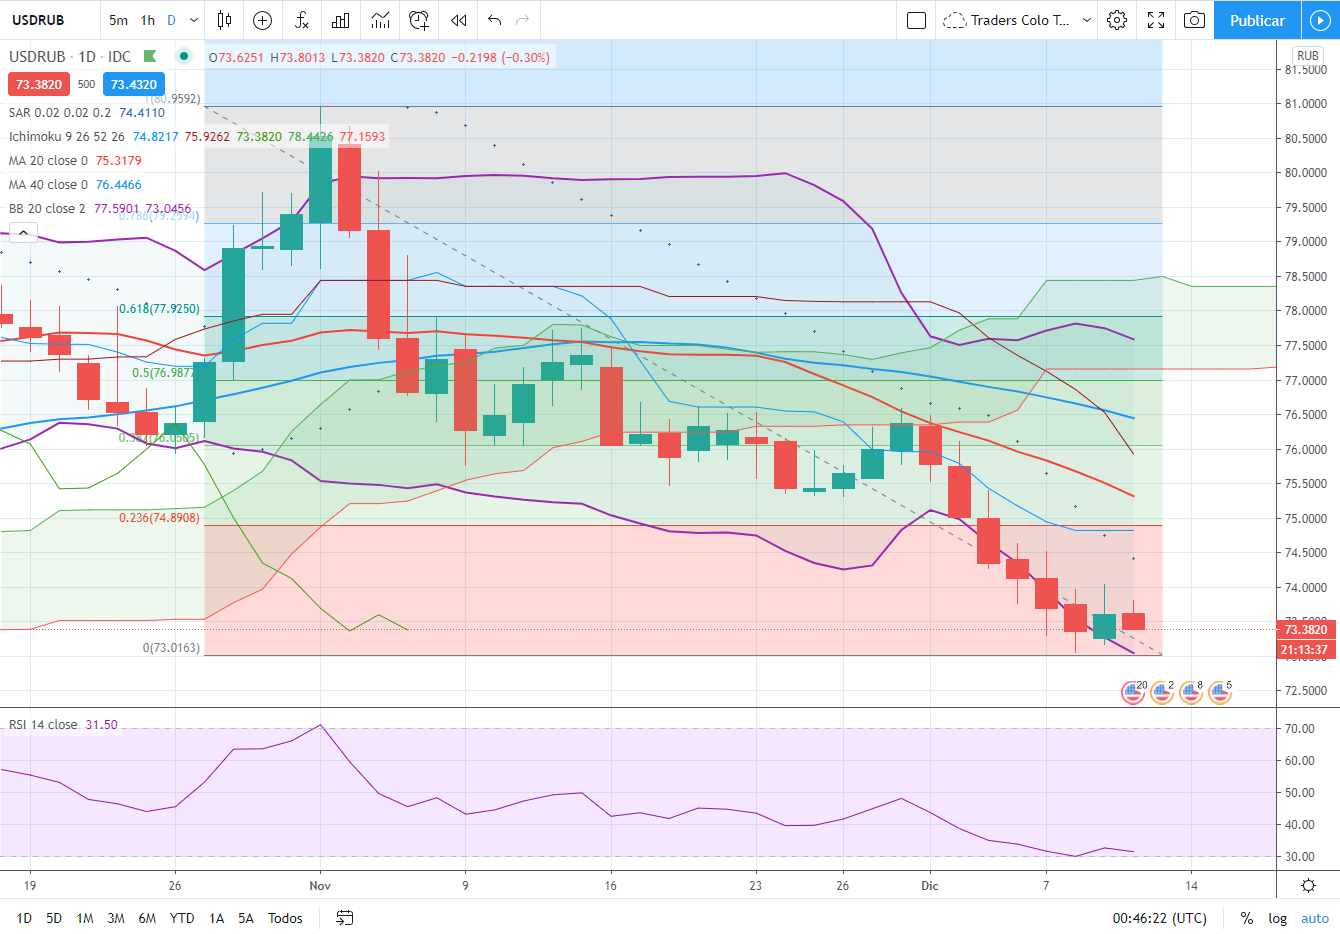 USDRUB 5m 1h D Traders Colo T... Publicar
USDRUB · 1D · IDC O73.6251 H73.8013 L73.3820 C73.3820 −0.2198 (−0.30%)
73.3820 500 73.4320
1(80.9592)
SAR 0.02 0.02 0.2 74.4110
Ichimoku 9 26 52 26 74.8217 75.9262 73.3820 78.4426 77.1593
MA 20 close 0 75.3179
MA 40 close 0 76.4466
BB 20 close 2 77.5901 73.0456
0.786(79.2594)
0.618(77.9250)
0.5(76.9877)
0.382(76.0505)
0.236(74.8908)
0(73.0163)
RUB
81.5000
81.0000
80.5000
80.0000
79.5000
79.0000
78.5000
78.0000
77.5000
77.0000
76.5000
76.0000
75.5000
75.0000
74.5000
74.0000
73.3820
21:13:37
72.5000
20 2 8 5
RSI 14 close 31.50
70.00
60.00
50.00
40.00
30.00
19 26 Nov 9 16 23 26 Dic 7 14
1D 5D 1M 3M 6M YTD 1A 5A Todos 00:46:22 (UTC) % log auto